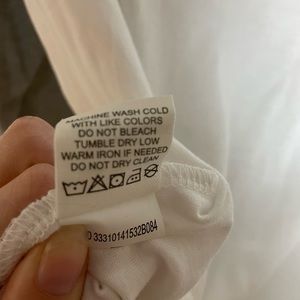 MACHINE WASH COLD
WITH LIKE COLORS
DO NOT BLEACH
TUMBLE DRY LOW
WARM IRON IF NEEDED
DO NOT DRY CLEAN
33310141532B08A